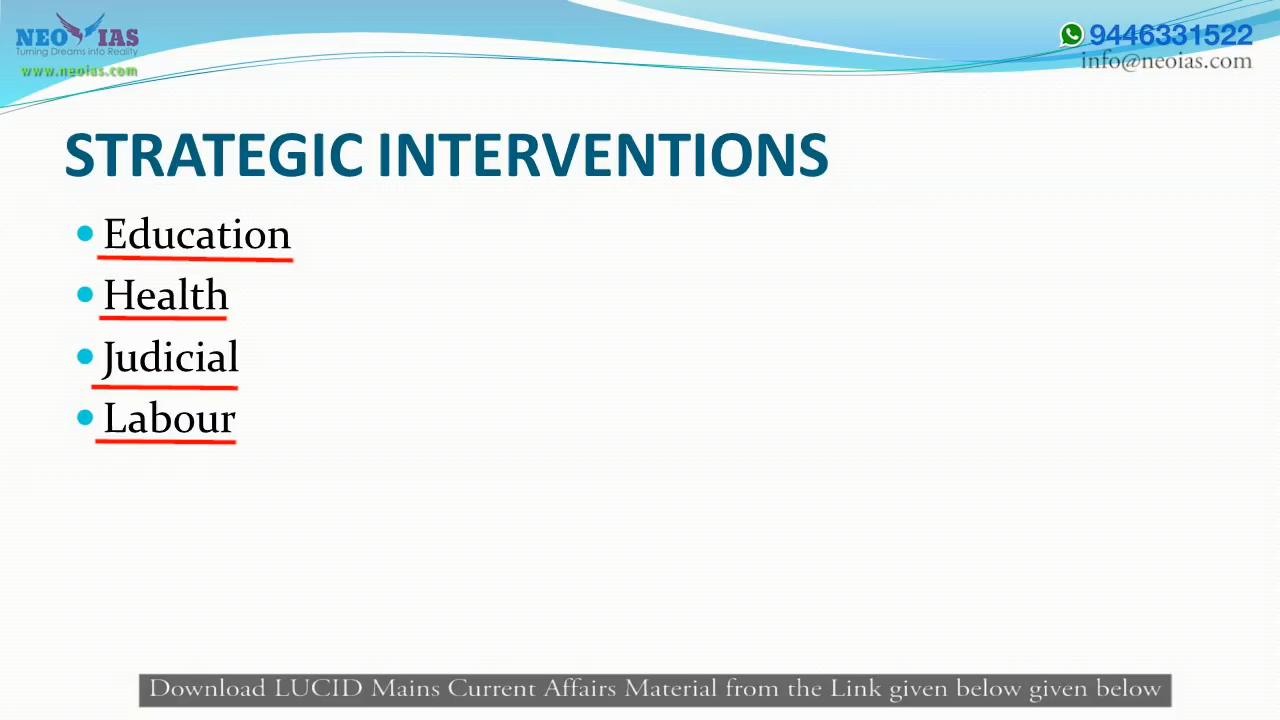 NEO IAS
Turning Dreams into Reality
www.neoias.com
9446331522
info@neoias.com
STRATEGIC INTERVENTIONS
Education
Health
Judicial
Labour
Download LUCID Mains Current Affairs Material from the Link given below given below